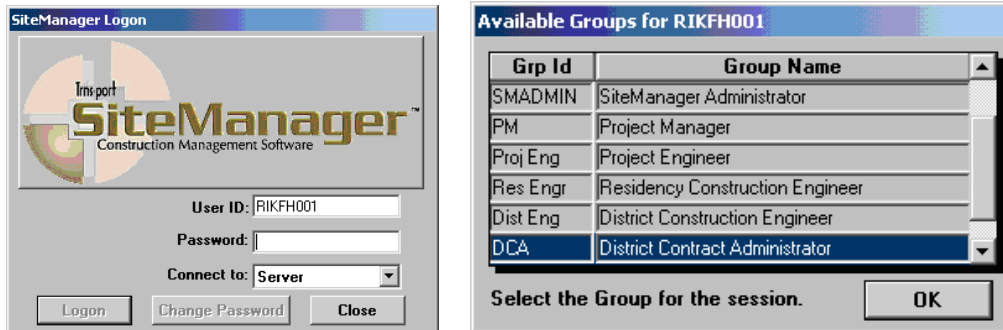 SiteManager Logon
Trns•port
SiteManager™
Construction Management Software
User ID: RIKFH001
Password:
Connect to: Server
Logon Change Password Close
Available Groups for RIKFH001
Grp Id Group Name
SMADMIN SiteManager Administrator
PM Project Manager
Proj Eng Project Engineer
Res Engr Residency Construction Engineer
Dist Eng District Construction Engineer
DCA District Contract Administrator
Select the Group for the session. OK